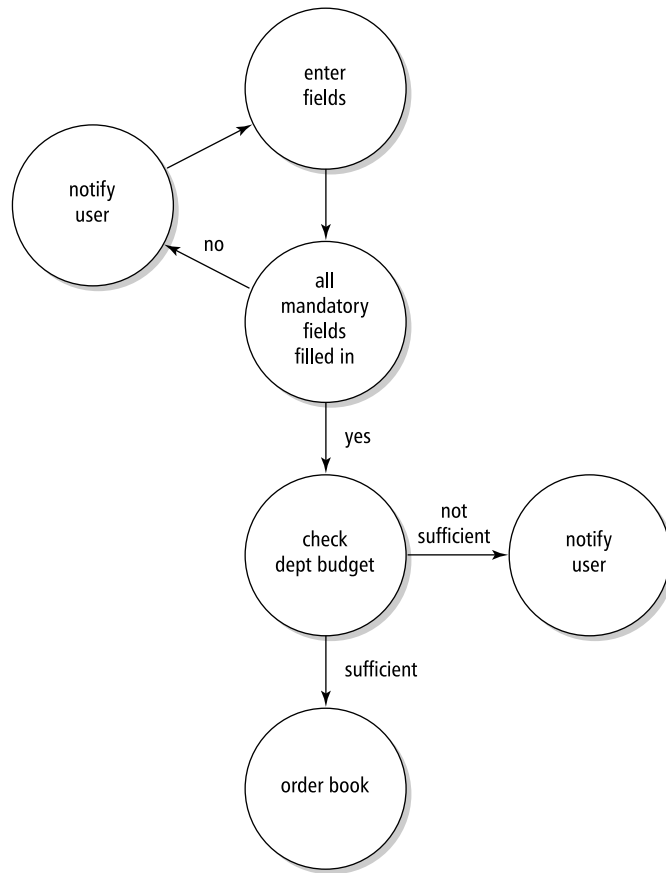 enter
fields
notify
user
no
all
mandatory
fields
filled in
yes
check
dept budget
not
sufficient
notify
user
sufficient
order book